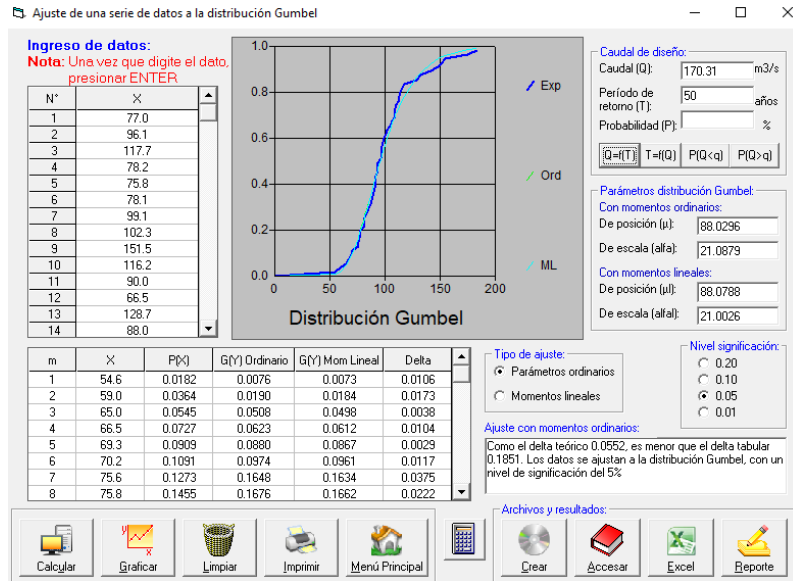 Ajuste de una serie de datos a la distribución Gumbel
Ingreso de datos:
Nota: Una vez que digite el dato,
presionar ENTER
N° X
1 77.0
2 96.1
3 117.7
4 78.2
5 75.8
6 78.1
7 99.1
8 102.3
9 151.5
10 116.2
11 90.0
12 66.5
13 128.7
14 88.0
1.0
0.8
0.6
0.4
0.2
0.0
0 50 100 150 200
Exp
Ord
ML
Distribución Gumbel
Caudal de diseño:
Caudal (Q): 170.31 m3/s
Período de
retorno (T): 50 años
Probabilidad (P): %
Q=f(T) T=f(Q) P(Q<q) P(Q>q)
Parámetros distribución Gumbel:
Con momentos ordinarios:
De posición (µ): 88.0296
De escala (alfa): 21.0879
Con momentos lineales:
De posición (µl): 88.0788
De escala (alfal): 21.0026
m X P(X) G(Y) Ordinario G(Y) Mom Lineal Delta
1 54.6 0.0182 0.0076 0.0073 0.0106
2 59.0 0.0364 0.0190 0.0184 0.0173
3 65.0 0.0545 0.0508 0.0498 0.0038
4 66.5 0.0727 0.0623 0.0612 0.0104
5 69.3 0.0909 0.0880 0.0867 0.0029
6 70.2 0.1091 0.0974 0.0961 0.0117
7 75.6 0.1273 0.1648 0.1634 0.0375
8 75.8 0.1455 0.1676 0.1662 0.0222
Tipo de ajuste:
Parámetros ordinarios
Momentos lineales
Nivel significación:
0.20
0.10
0.05
0.01
Ajuste con momentos ordinarios:
Como el delta teórico 0.0552, es menor que el delta tabular
0.1851. Los datos se ajustan a la distribución Gumbel, con un
nivel de significación del 5%
Archivos y resultados:
Calcular Graficar Limpiar Imprimir Menú Principal Crear Accesar Excel Reporte